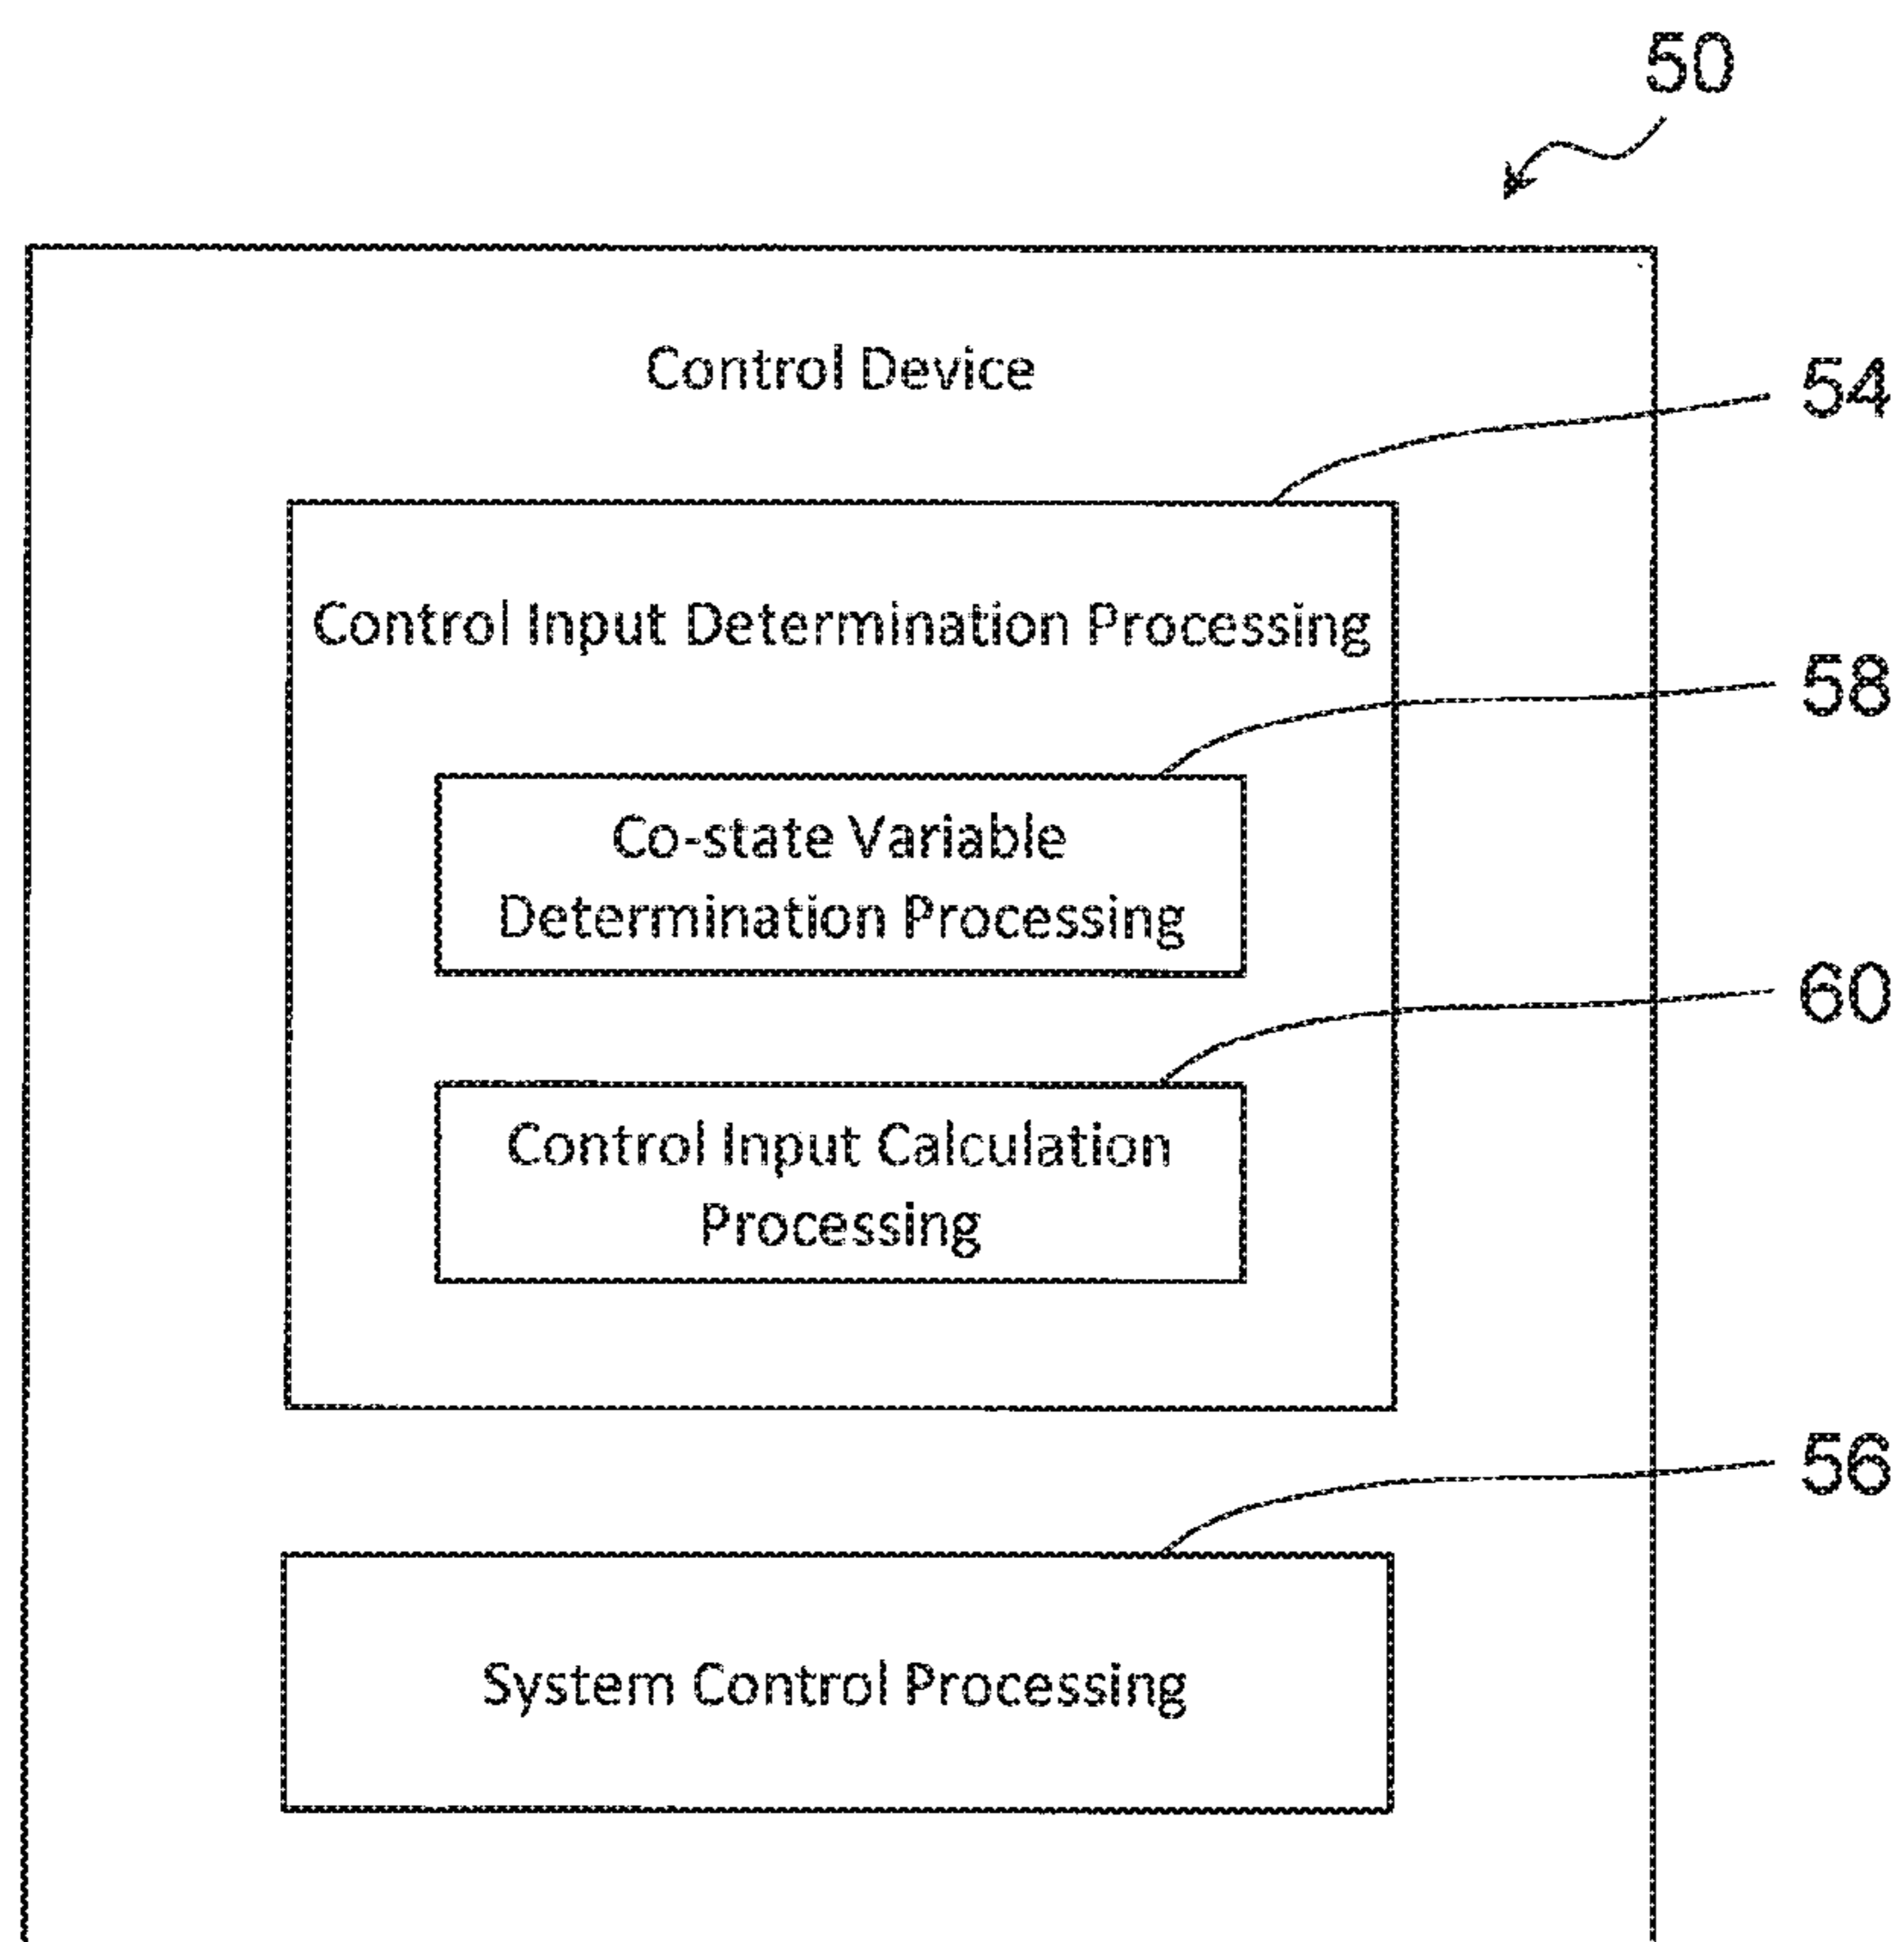 50
Control Device
54
Control Input Determination Processing
58
Co-state Variable
Determination Processing
60
Control Input Calculation
Processing
56
System Control Processing